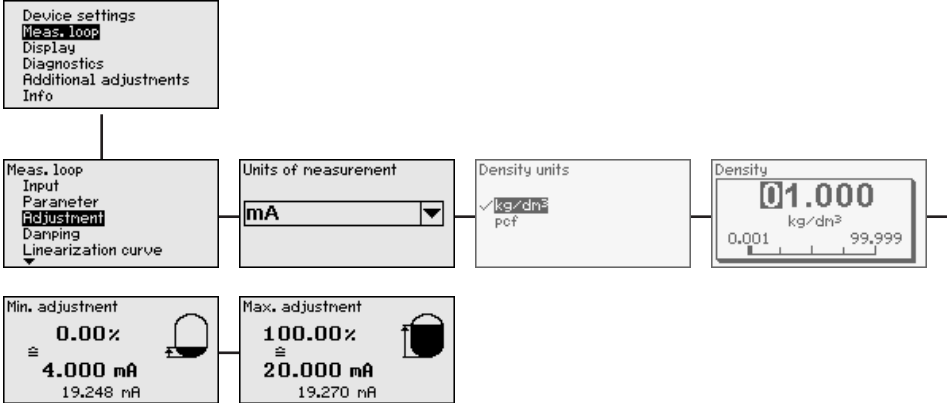 Device settings
Meas. loop
Display
Diagnostics
Additional adjustments
Info
Meas. loop
Input
Parameter
Adjustment
Damping
Linearization curve
Units of measurement
mA
Density units
kg/dm³
pcf
Density
01.000
kg/dm³
0.001 99.999
Min. adjustment
0.00%
≙
4.000 mA
19.248 mA
Max. adjustment
100.00%
≙
20.000 mA
19.270 mA